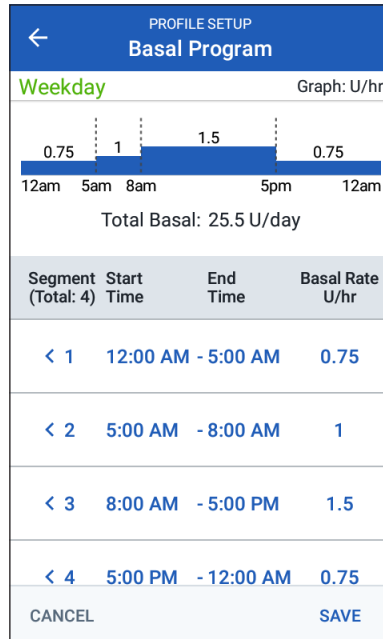 PROFILE SETUP
Basal Program
Weekday Graph: U/hr
0.75 1 1.5 0.75
12am 5am 8am 5pm 12am
Total Basal: 25.5 U/day
Segment Start End Basal Rate
(Total: 4) Time Time U/hr
< 1 12:00 AM - 5:00 AM 0.75
< 2 5:00 AM - 8:00 AM 1
< 3 8:00 AM - 5:00 PM 1.5
< 4 5:00 PM - 12:00 AM 0.75
CANCEL SAVE